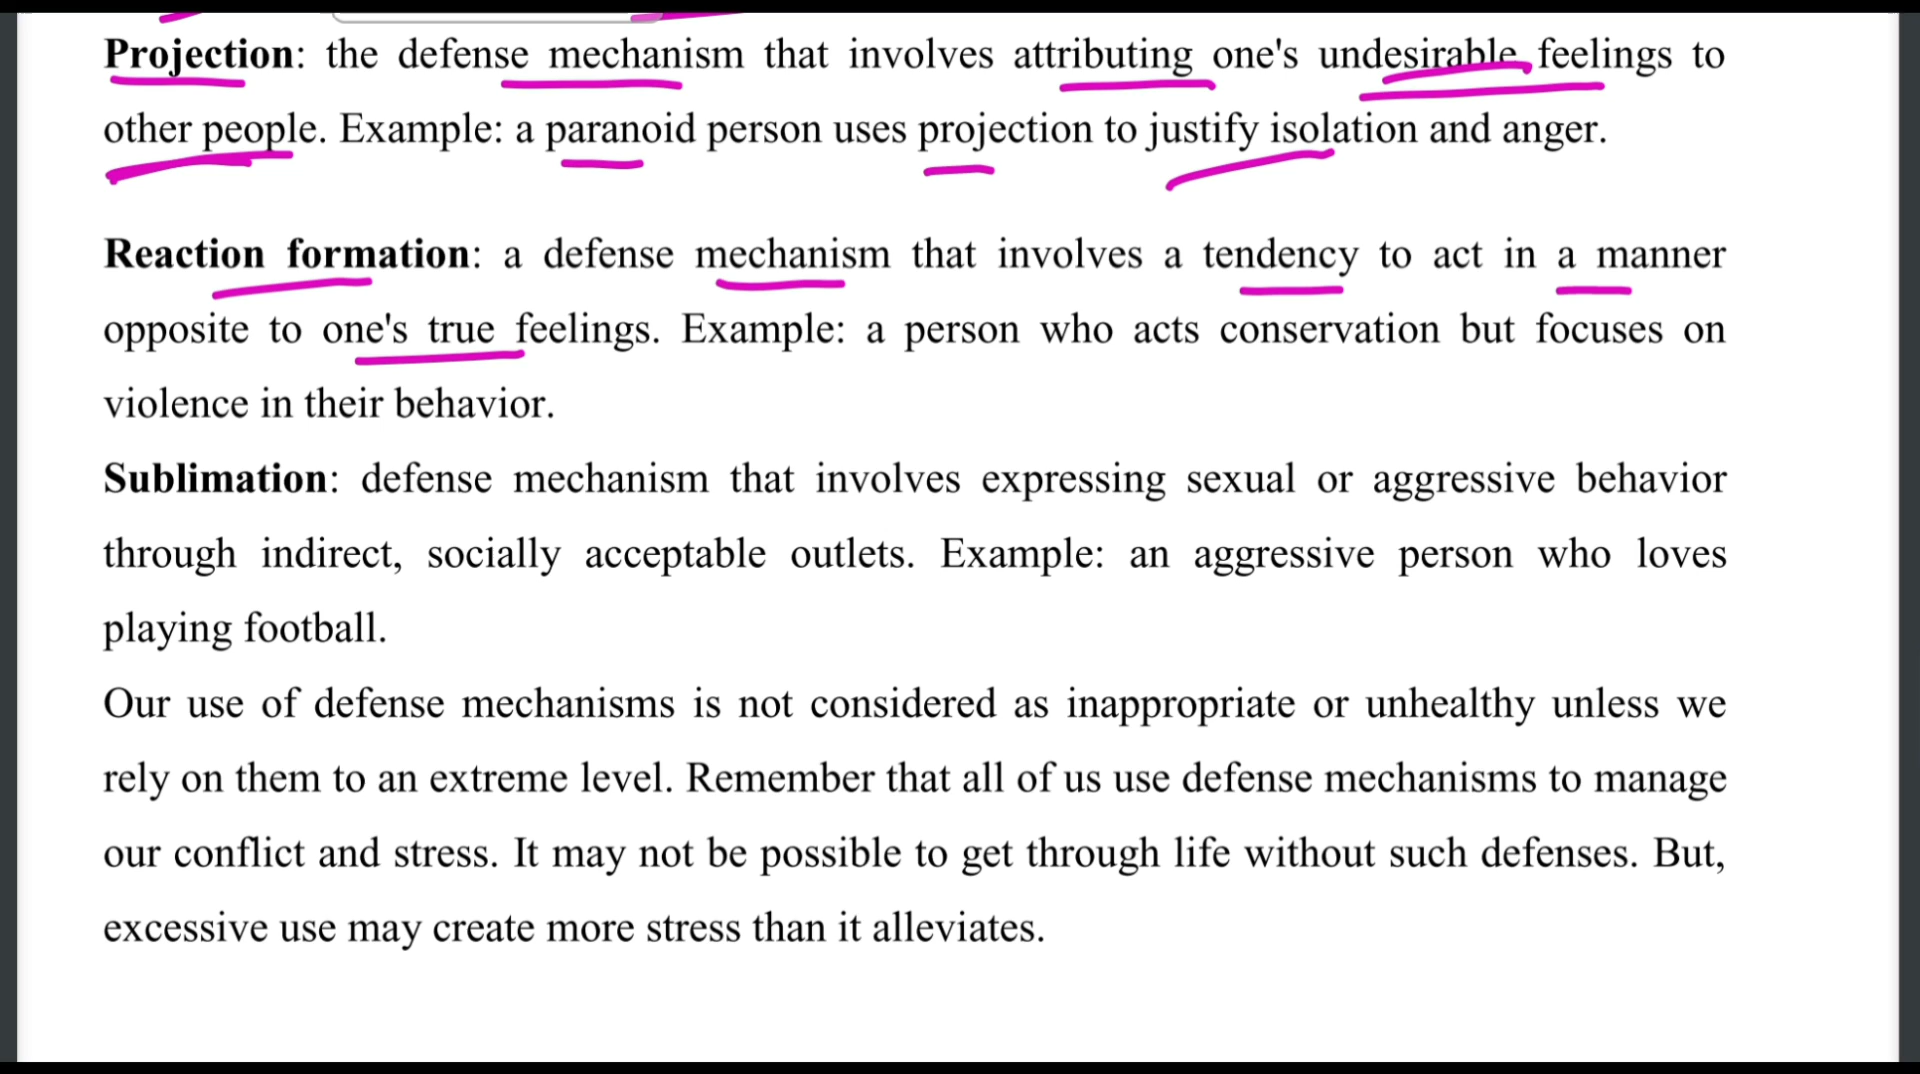 Projection: the defense mechanism that involves attributing one's undesirable feelings to
other people. Example: a paranoid person uses projection to justify isolation and anger.
Reaction formation: a defense mechanism that involves a tendency to act in a manner
opposite to one's true feelings. Example: a person who acts conservation but focuses on
violence in their behavior.
Sublimation: defense mechanism that involves expressing sexual or aggressive behavior
through indirect, socially acceptable outlets. Example: an aggressive person who loves
playing football.
Our use of defense mechanisms is not considered as inappropriate or unhealthy unless we
rely on them to an extreme level. Remember that all of us use defense mechanisms to manage
our conflict and stress. It may not be possible to get through life without such defenses. But,
excessive use may create more stress than it alleviates.